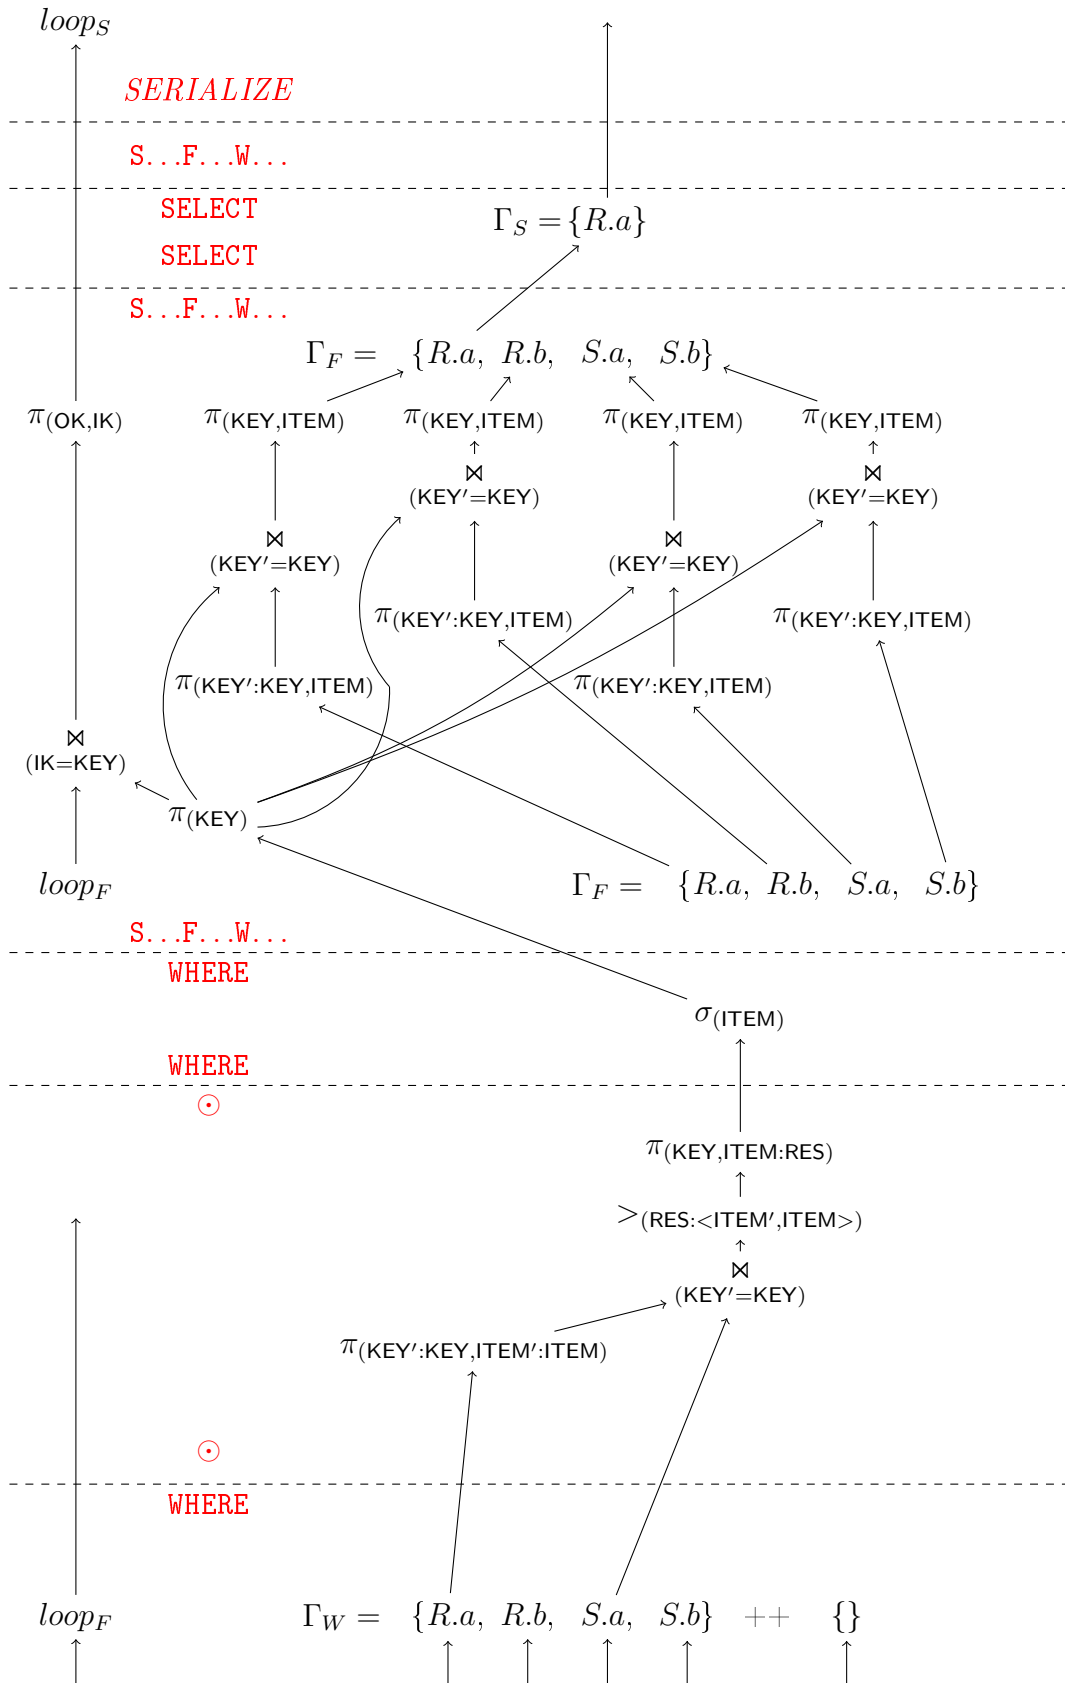 loop_S
SERIALIZE
S...F...W...
SELECT
Γ_S = {R.a}
SELECT
S...F...W...
Γ_F = {R.a, R.b, S.a, S.b}
π(OK,IK) π(KEY,ITEM) π(KEY,ITEM) π(KEY,ITEM) π(KEY,ITEM)
⋈ ⋈
(KEY′=KEY) (KEY′=KEY)
⋈ ⋈
(KEY′=KEY) (KEY′=KEY)
π(KEY′:KEY,ITEM) π(KEY′:KEY,ITEM)
π(KEY′:KEY,ITEM) π(KEY′:KEY,ITEM)
⋈
(IK=KEY)
π(KEY)
loop_F Γ_F = {R.a, R.b, S.a, S.b}
S...F...W...
WHERE
σ(ITEM)
WHERE
⊙
π(KEY,ITEM:RES)
>(RES:<ITEM′,ITEM>)
⋈
(KEY′=KEY)
π(KEY′:KEY,ITEM′:ITEM)
⊙
WHERE
loop_F Γ_W = {R.a, R.b, S.a, S.b} ++ {}